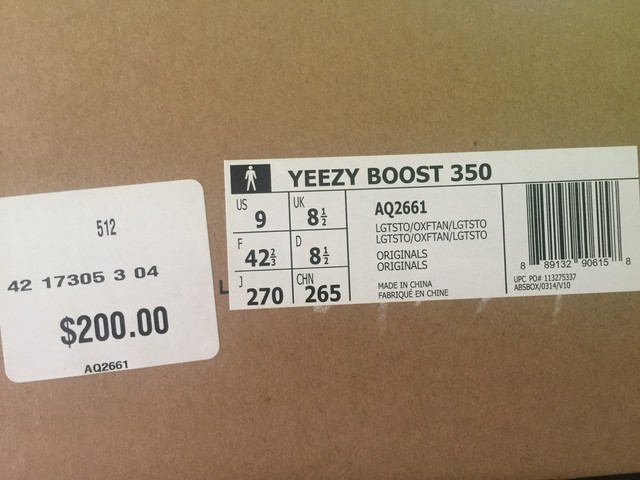 512
42 17305 3 04
$200.00
AQ2661
L
YEEZY BOOST 350
US 9
UK 8½
F 42⅔
D 8½
J 270
CHN 265
AQ2661
LGTSTO/OXFTAN/LGTSTO
LGTSTO/OXFTAN/LGTSTO
ORIGINALS
ORIGINALS
MADE IN CHINA
FABRIQUÉ EN CHINE
8 89132 90615 8
UPC PO# 113275337
ABSBOX/0314/V10